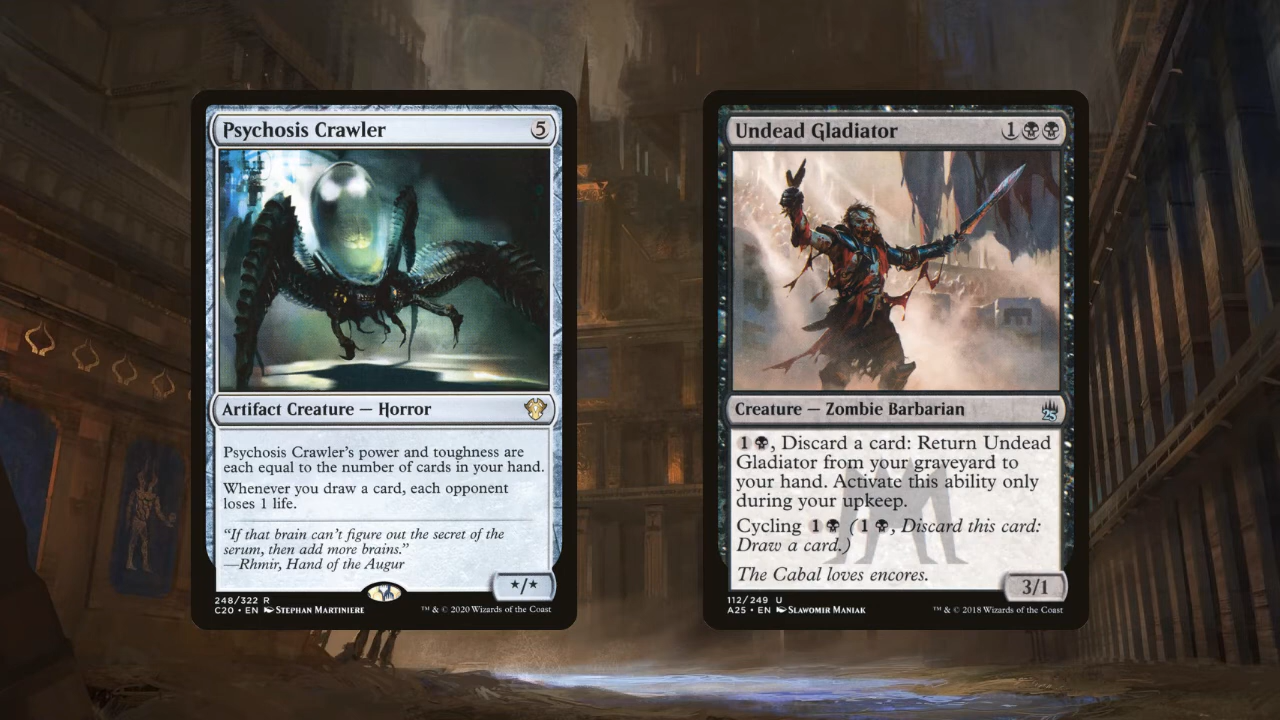 Psychosis Crawler 5
Artifact Creature — Horror
Psychosis Crawler's power and toughness are
each equal to the number of cards in your hand.
Whenever you draw a card, each opponent
loses 1 life.
"If that brain can't figure out the secret of the
serum, then add more brains."
—Rhmir, Hand of the Augur
*/*
248/322 R
C20 • EN Stephan Martiniere
™ & © 2020 Wizards of the Coast
Undead Gladiator 1
Creature — Zombie Barbarian
25
1, Discard a card: Return Undead
Gladiator from your graveyard to
your hand. Activate this ability only
during your upkeep.
Cycling 1 (1, Discard this card:
Draw a card.)
The Cabal loves encores.
3/1
112/249 U
A25 • EN Slawomir Maniak
™ & © 2018 Wizards of the Coast